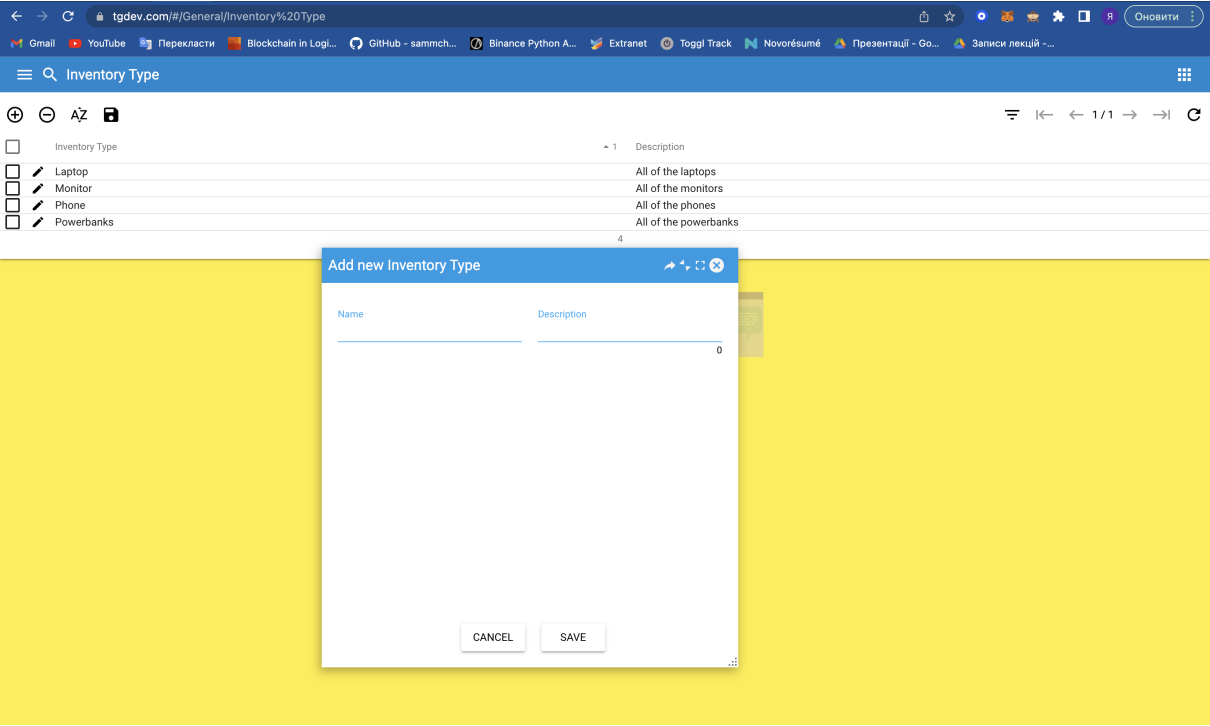 tgdev.com/#/General/Inventory%20Type
Я
Оновити
Gmail YouTube Перекласти Blockchain in Logi... GitHub - sammch... Binance Python A... Extranet Toggl Track Novorésumé Презентації – Go... Записи лекцій –...
Inventory Type
AZ
1 / 1
Inventory Type 1 Description
Laptop All of the laptops
Monitor All of the monitors
Phone All of the phones
Powerbanks All of the powerbanks
4
Add new Inventory Type
Name Description
0
CANCEL SAVE